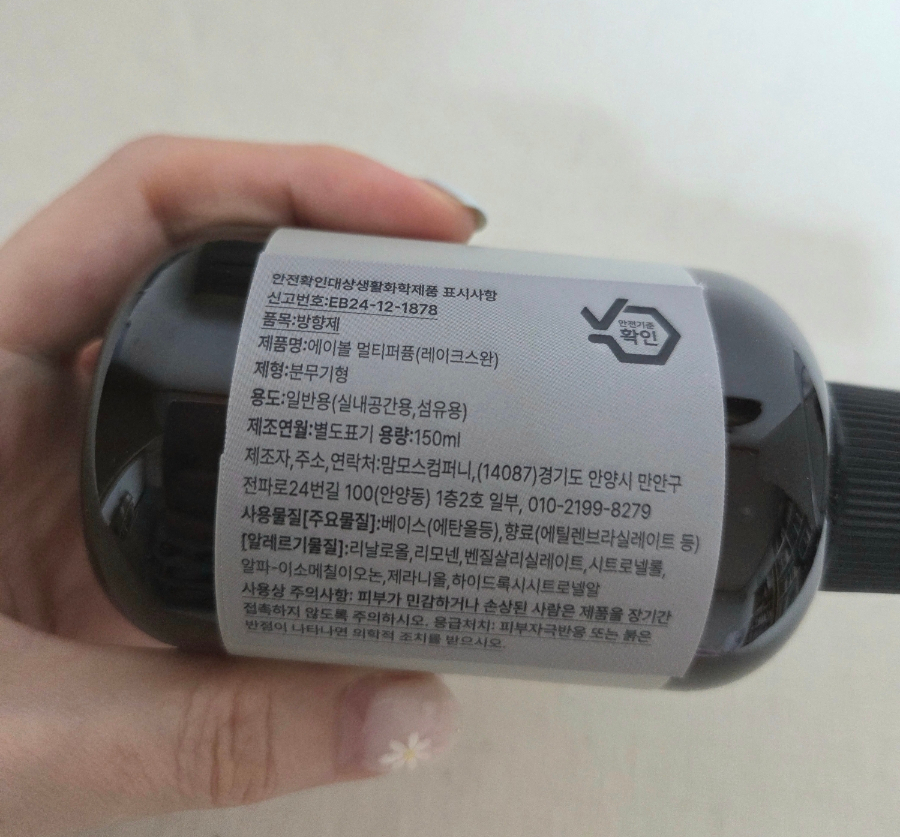 안전확인대상생활화학제품 표시사항
신고번호:EB24-12-1878
품목:방향제
제품명:에이볼 멀티퍼퓸(레이크스완)
제형:분무기형
용도:일반용(실내공간용,섬유용)
제조연월:별도표기 용량:150ml
제조자,주소,연락처:맘모스컴퍼니,(14087)경기도 안양시 만안구
전파로24번길 100(안양동) 1층2호 일부, 010-2199-8279
사용물질[주요물질]:베이스(에탄올등),향료(에틸렌브라실레이트 등)
[알레르기물질]:리날로올,리모넨,벤질살리실레이트,시트로넬롤,
알파-이소메칠이오논,제라니올,하이드록시시트로넬알
사용상 주의사항: 피부가 민감하거나 손상된 사람은 제품을 장기간
접촉하지 않도록 주의하시오. 응급처치: 피부자극반응 또는 붉은
반점이 나타나면 의학적 조치를 받으시오.
안전기준
확인